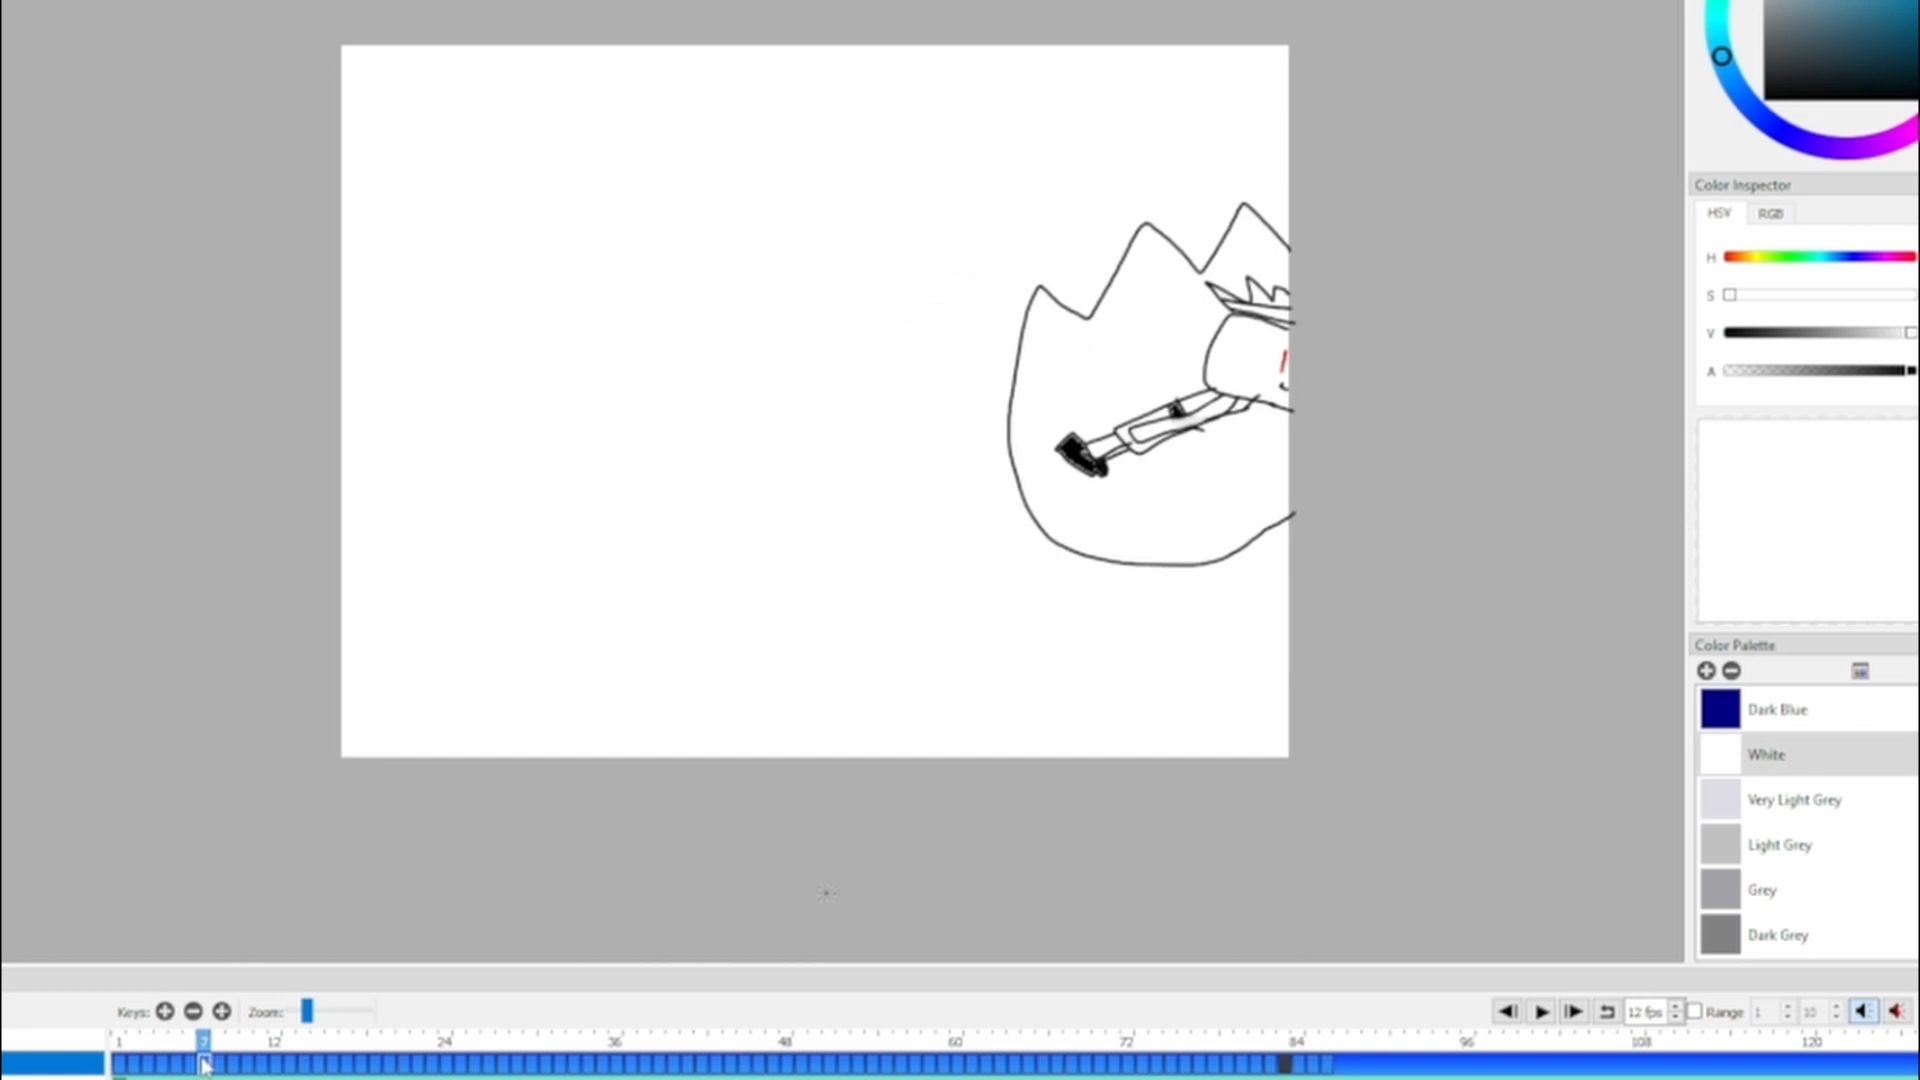 Color Inspector
HSV RGB
H
S
V
A
Color Palette
Dark Blue
White
Very Light Grey
Light Grey
Grey
Dark Grey
Keys: Zoom: 12 fps Range 1 10
1 7 12 24 36 48 60 72 84 96 108 120